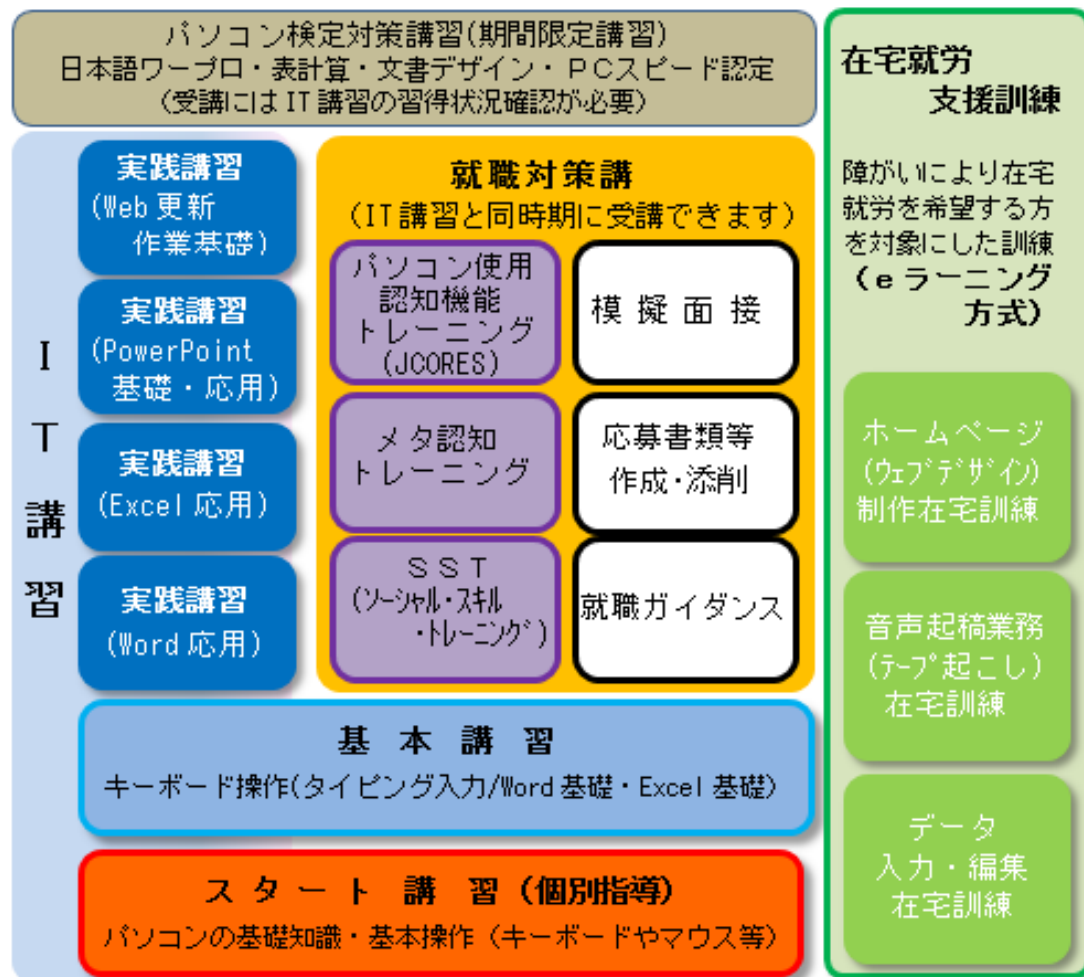 パソコン検定対策講習(期間限定講習)
日本語ワープロ・表計算・文書デザイン・ＰＣスピード認定
(受講にはIT講習の習得状況確認が必要)
ＩＴ講習
実践講習
(Web更新
作業基礎)
実践講習
(PowerPoint
基礎・応用)
実践講習
(Excel応用)
実践講習
(Word応用)
就職対策講
(IT講習と同時期に受講できます)
パソコン使用
認知機能
トレーニング
(JCORES)
模擬面接
メタ認知
トレーニング
応募書類等
作成・添削
ＳＳＴ
(ｿｰｼｬﾙ・ｽｷﾙ
・ﾄﾚｰﾆﾝｸﾞ)
就職ガイダンス
基本講習
キーボード操作(タイピング入力/Word基礎・Excel基礎)
スタート講習(個別指導)
パソコンの基礎知識・基本操作（キーボードやマウス等）
在宅就労
支援訓練
障がいにより在宅
就労を希望する方
を対象にした訓練
(eラーニング
方式)
ホームページ
(ｳｪﾌﾞﾃﾞｻﾞｲﾝ)
制作在宅訓練
音声起稿業務
(ﾃｰﾌﾟ起こし)
在宅訓練
データ
入力・編集
在宅訓練